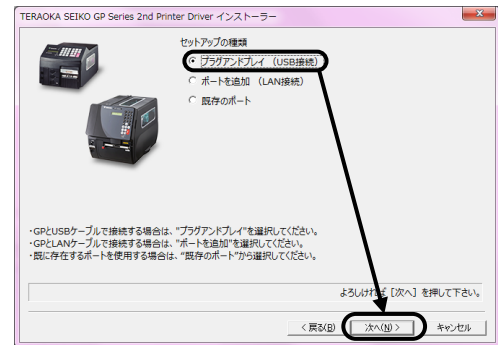 TERAOKA SEIKO GP Series 2nd Printer Driver インストーラー
セットアップの種類
プラグアンドプレイ （USB接続）
ポートを追加 （LAN接続）
既存のポート
・GPとUSBケーブルで接続する場合は、"プラグアンドプレイ"を選択してください。
・GPとLANケーブルで接続する場合は、"ポートを追加"を選択してください。
・既に存在するポートを使用する場合は、"既存のポート"から選択してください。
よろしければ [次へ] を押して下さい。
< 戻る(B) 次へ(N) > キャンセル